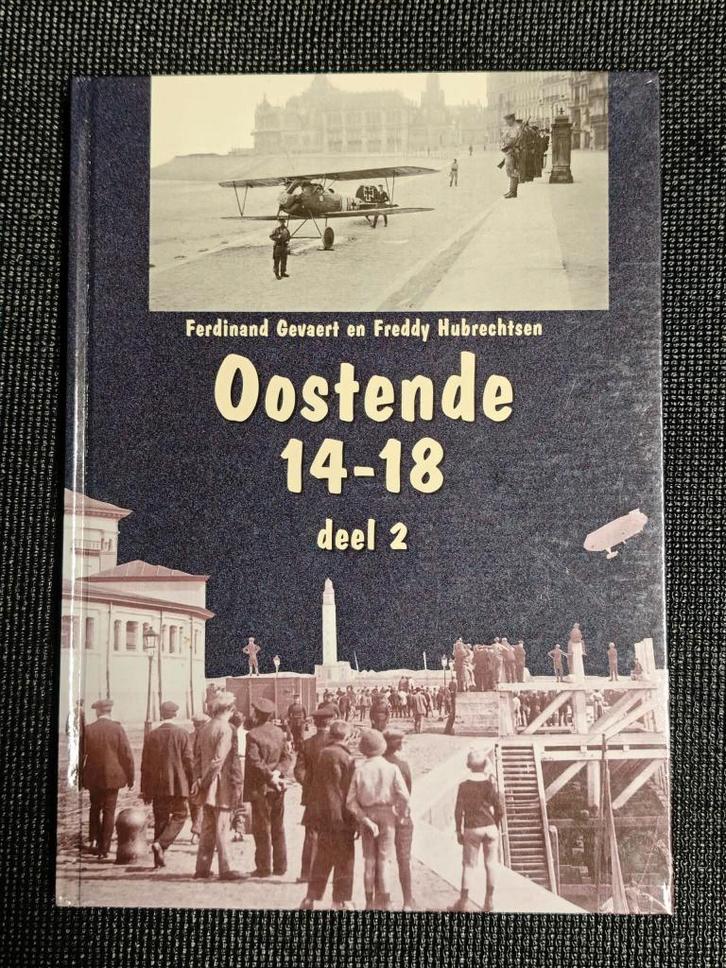 Ferdinand Gevaert en Freddy Hubrechtsen
Oostende
14-18
deel 2